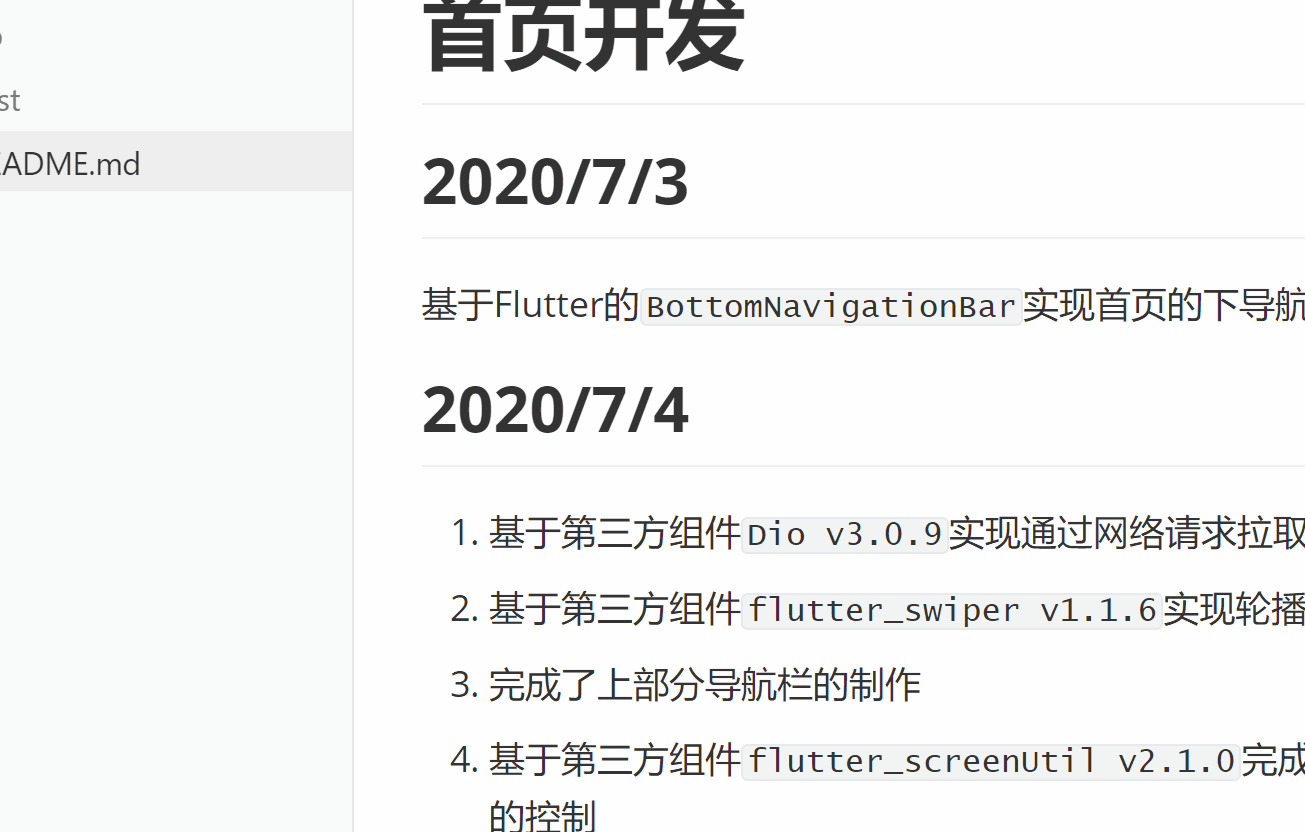 首页开发
st
EADME.md
2020/7/3
基于Flutter的BottomNavigationBar实现首页的下导航
2020/7/4
1. 基于第三方组件Dio v3.0.9实现通过网络请求拉取
2. 基于第三方组件flutter_swiper v1.1.6实现轮播
3. 完成了上部分导航栏的制作
4. 基于第三方组件flutter_screenUtil v2.1.0完成
的控制